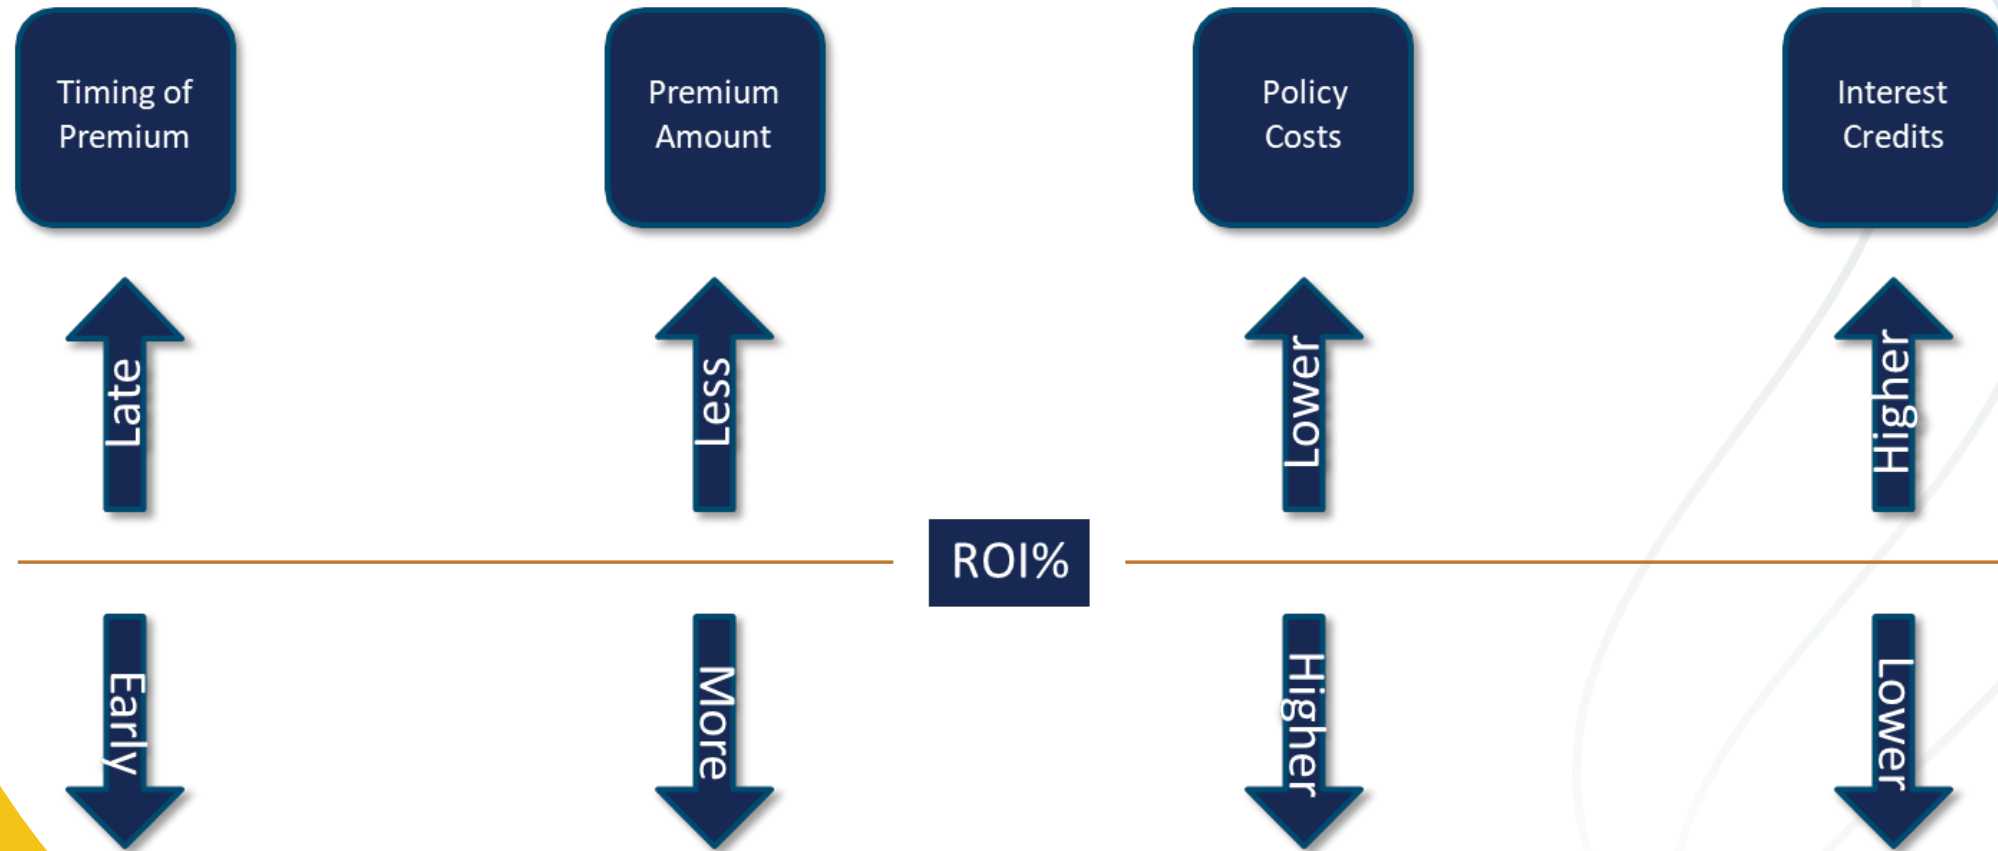 Timing of
Premium
Premium
Amount
Policy
Costs
Interest
Credits
Late
Less
Lower
Higher
ROI%
Early
More
Higher
Lower